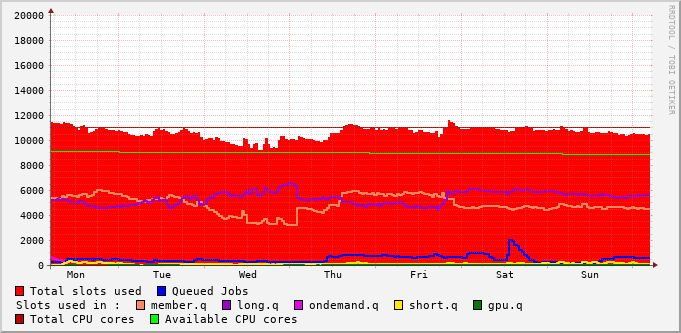 RRDTOOL / TOBI OETIKER
20000
18000
16000
14000
12000
10000
8000
6000
4000
2000
0
Mon Tue Wed Thu Fri Sat Sun
Total slots used Queued Jobs
Slots used in : member.q long.q ondemand.q short.q gpu.q
Total CPU cores Available CPU cores